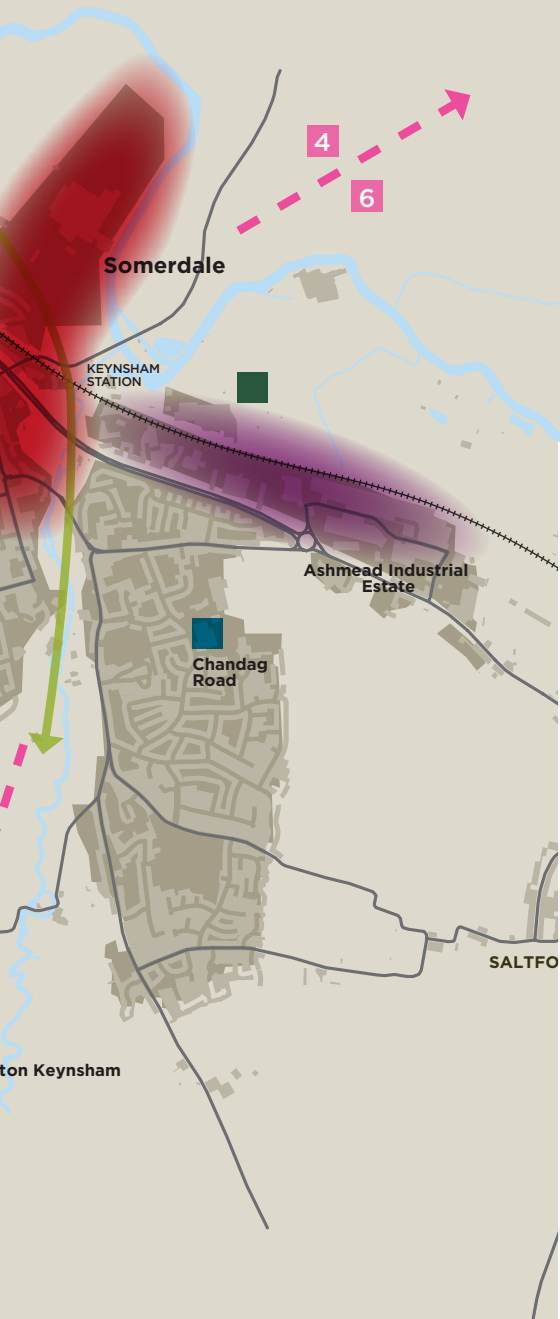 4
6
Somerdale
KEYNSHAM
STATION
Ashmead Industrial
Estate
Chandag
Road
SALTFO
ton Keynsham